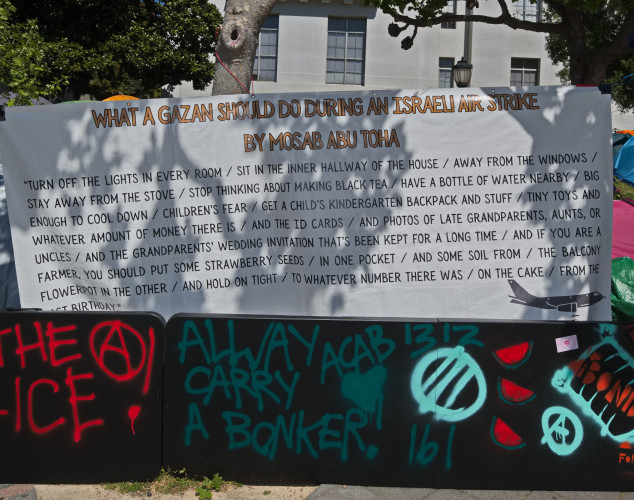 WHAT A GAZAN SHOULD DO DURING AN ISRAELI AIR STRIKE
BY MOSAB ABU TOHA
"TURN OFF THE LIGHTS IN EVERY ROOM / SIT IN THE INNER HALLWAY OF THE HOUSE / AWAY FROM THE WINDOWS /
STAY AWAY FROM THE STOVE / STOP THINKING ABOUT MAKING BLACK TEA / HAVE A BOTTLE OF WATER NEARBY / BIG
ENOUGH TO COOL DOWN / CHILDREN'S FEAR / GET A CHILD'S KINDERGARTEN BACKPACK AND STUFF / TINY TOYS AND
WHATEVER AMOUNT OF MONEY THERE IS / AND THE ID CARDS / AND PHOTOS OF LATE GRANDPARENTS, AUNTS, OR
UNCLES / AND THE GRANDPARENTS' WEDDING INVITATION THAT'S BEEN KEPT FOR A LONG TIME / AND IF YOU ARE A
FARMER, YOU SHOULD PUT SOME STRAWBERRY SEEDS / IN ONE POCKET / AND SOME SOIL FROM / THE BALCONY
FLOWERPOT IN THE OTHER / AND HOLD ON TIGHT / TO WHATEVER NUMBER THERE WAS / ON THE CAKE / FROM THE
LAST BIRTHDAY."
THE A
ICE!
ALLWAY
CARRY
A BONKER!
ACAB
1312
161